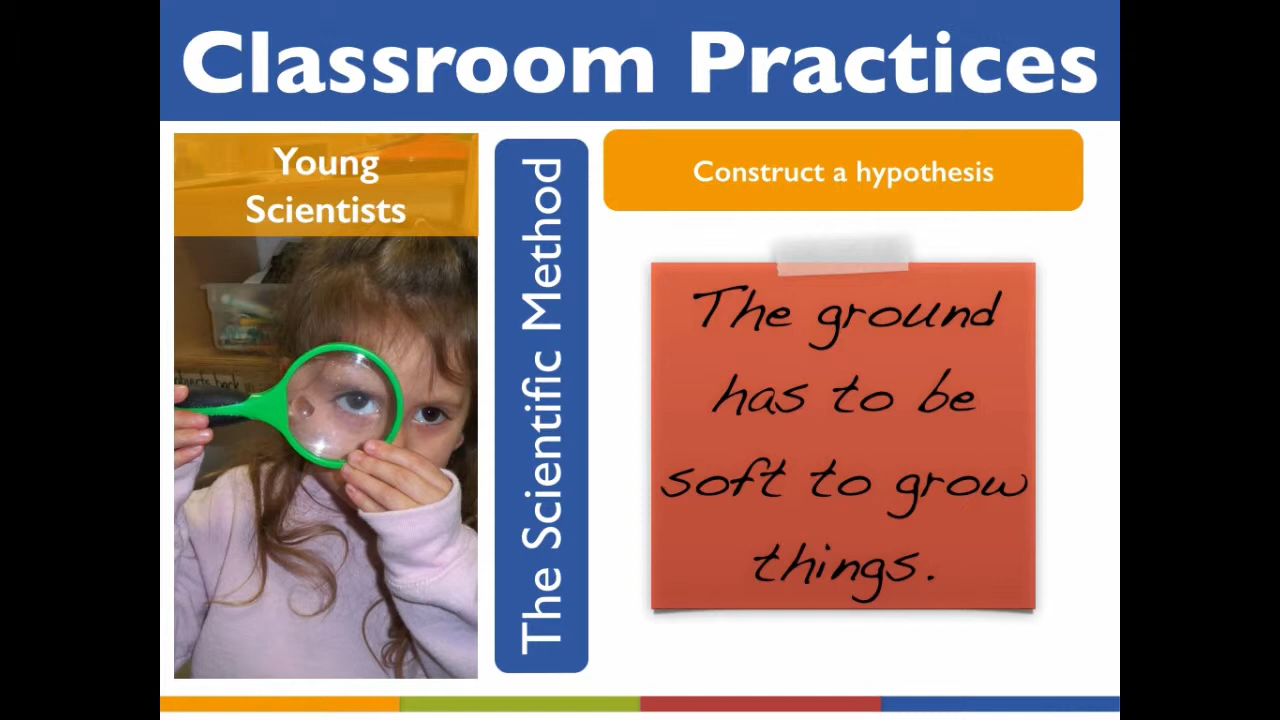 Classroom Practices
Young
Scientists
The Scientific Method
Construct a hypothesis
The ground
has to be
soft to grow
things.